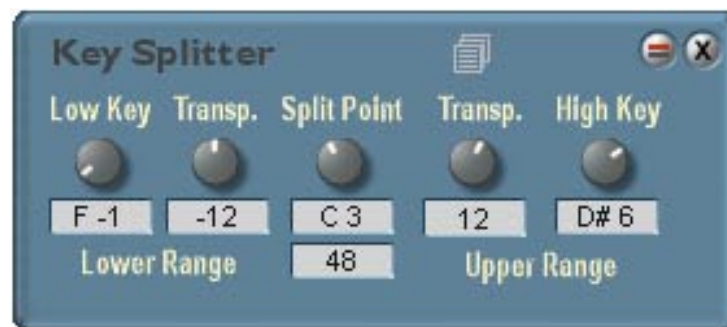 Key Splitter X
Low Key Transp. Split Point Transp. High Key
F -1 -12 C 3 12 D# 6
Lower Range 48 Upper Range